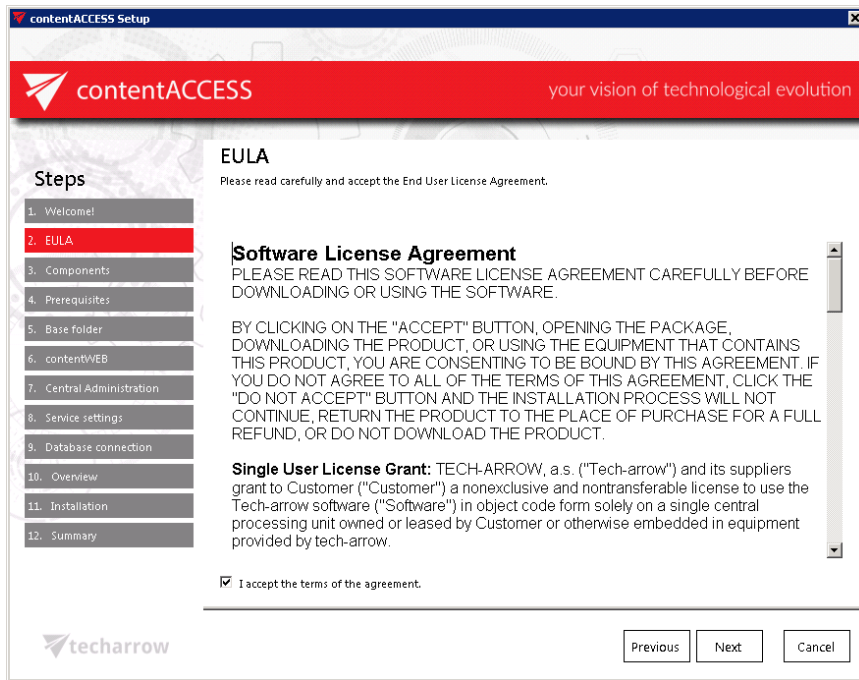 contentACCESS Setup
contentACCESS
your vision of technological evolution
Steps
1. Welcome!
2. EULA
3. Components
4. Prerequisites
5. Base folder
6. contentWEB
7. Central Administration
8. Service settings
9. Database connection
10. Overview
11. Installation
12. Summary
EULA
Please read carefully and accept the End User License Agreement.
Software License Agreement
PLEASE READ THIS SOFTWARE LICENSE AGREEMENT CAREFULLY BEFORE
DOWNLOADING OR USING THE SOFTWARE.
BY CLICKING ON THE "ACCEPT" BUTTON, OPENING THE PACKAGE,
DOWNLOADING THE PRODUCT, OR USING THE EQUIPMENT THAT CONTAINS
THIS PRODUCT, YOU ARE CONSENTING TO BE BOUND BY THIS AGREEMENT. IF
YOU DO NOT AGREE TO ALL OF THE TERMS OF THIS AGREEMENT, CLICK THE
"DO NOT ACCEPT" BUTTON AND THE INSTALLATION PROCESS WILL NOT
CONTINUE, RETURN THE PRODUCT TO THE PLACE OF PURCHASE FOR A FULL
REFUND, OR DO NOT DOWNLOAD THE PRODUCT.
Single User License Grant: TECH-ARROW, a.s. ("Tech-arrow") and its suppliers
grant to Customer ("Customer") a nonexclusive and nontransferable license to use the
Tech-arrow software ("Software") in object code form solely on a single central
processing unit owned or leased by Customer or otherwise embedded in equipment
provided by tech-arrow.
I accept the terms of the agreement.
techarrow
Previous
Next
Cancel